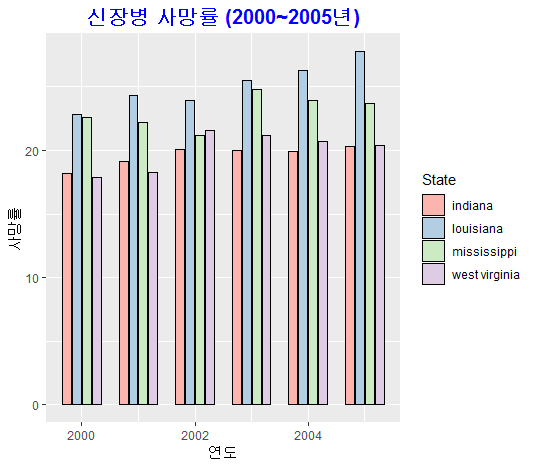 신장병 사망률 (2000~2005년)
사망률
20
10
0
2000 2002 2004
연도
State
indiana
louisiana
mississippi
west virginia